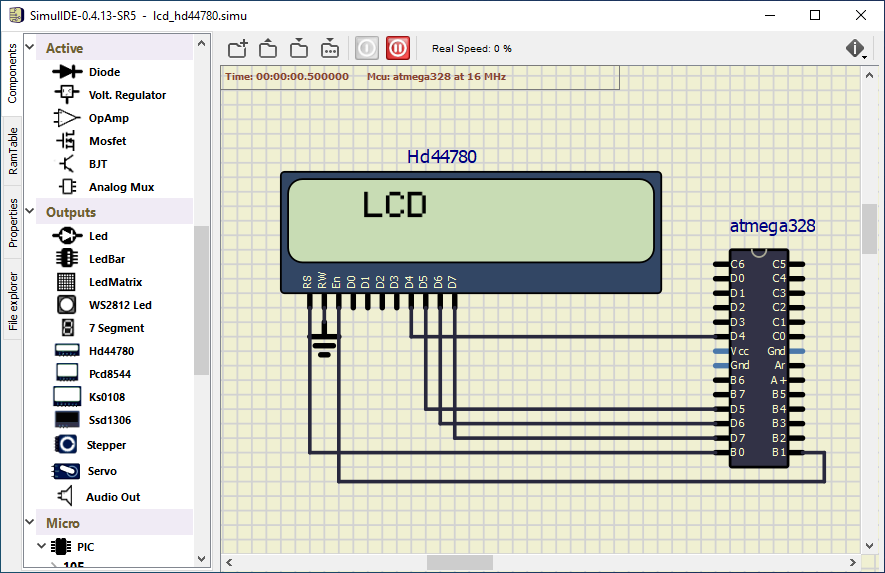 SimulIDE-0.4.13-SR5 - lcd_hd44780.simu
Components
RamTable
Properties
File explorer
Active
Diode
Volt. Regulator
OpAmp
Mosfet
BJT
Analog Mux
Outputs
Led
LedBar
LedMatrix
WS2812 Led
7 Segment
Hd44780
Pcd8544
Ks0108
Ssd1306
Stepper
Servo
Audio Out
Micro
PIC
Real Speed: 0 %
Time: 00:00:00.500000 Mcu: atmega328 at 16 MHz
Hd44780
LCD
RS RW En D0 D1 D2 D3 D4 D5 D6 D7
atmega328
C6 C5
D0 C4
D1 C3
D2 C2
D3 C1
D4 C0
Vcc Gnd
Gnd Ar
B6 A+
B7 B5
D5 B4
D6 B3
D7 B2
B0 B1